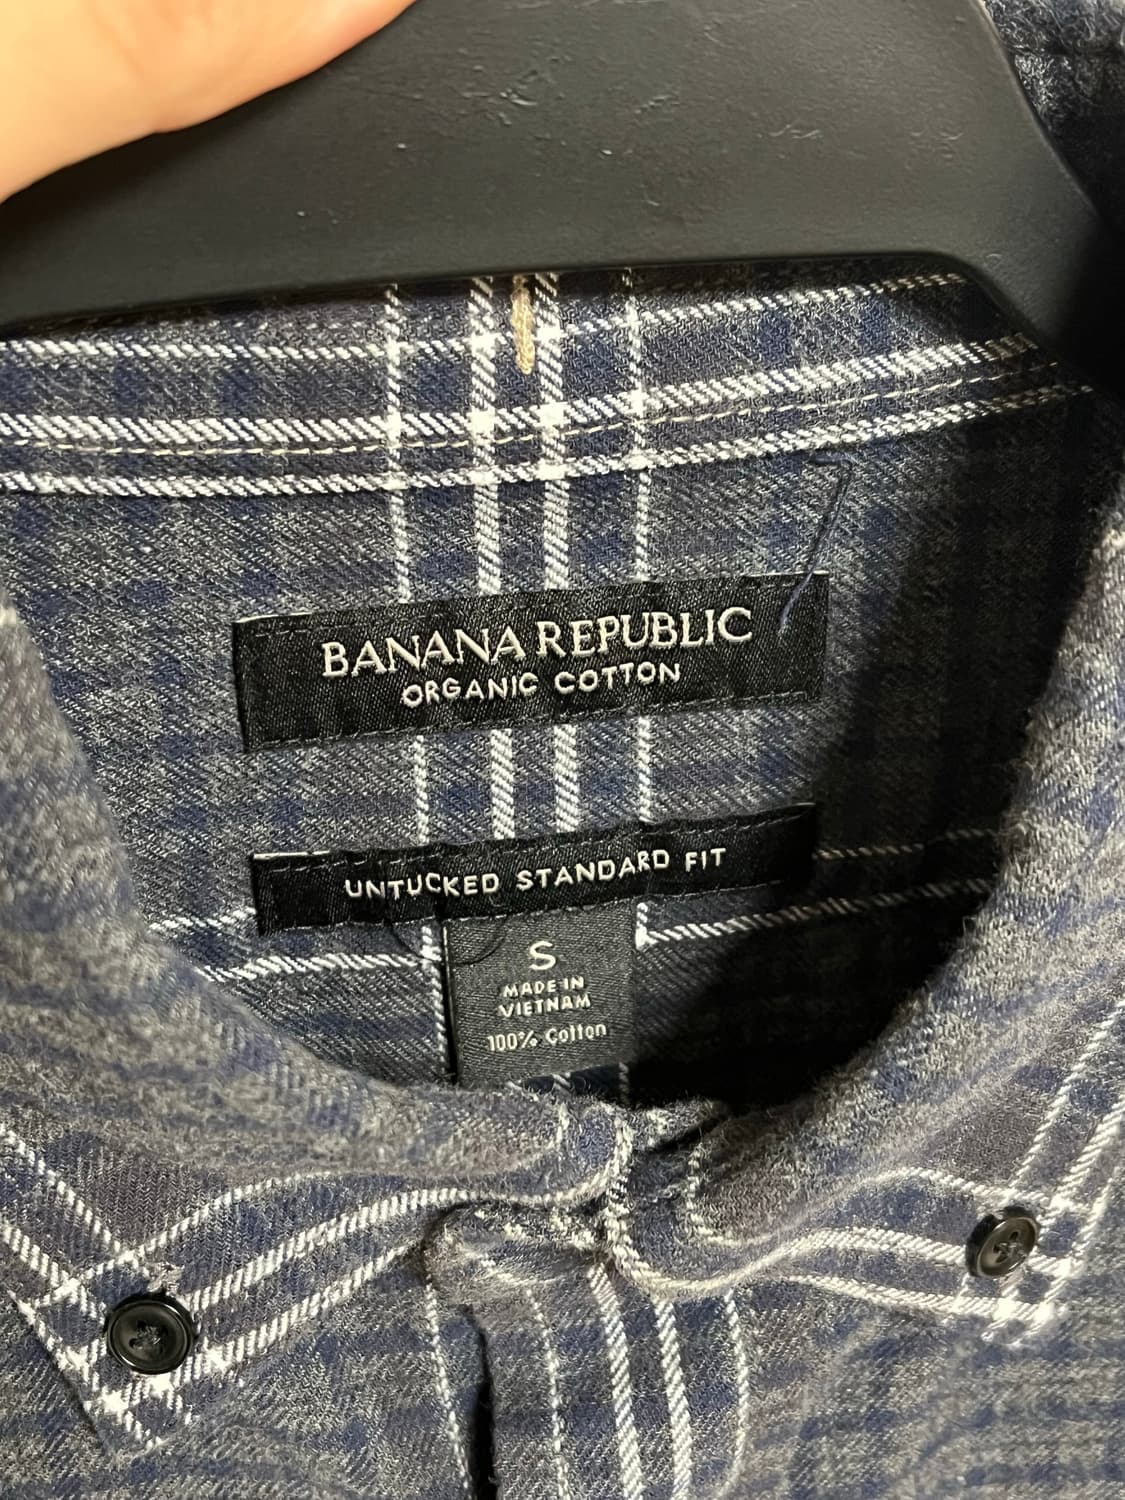 BANANA REPUBLIC
ORGANIC COTTON
UNTUCKED STANDARD FIT
S
MADE IN
VIETNAM
100% Cotton